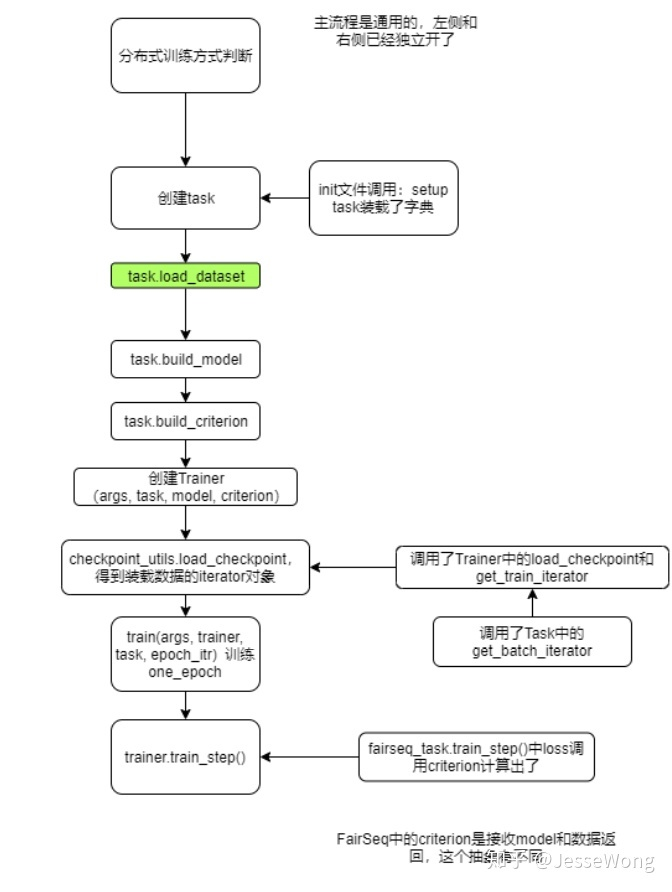 主流程是通用的，左侧和
右侧已经独立开了
分布式训练方式判断
创建task
init文件调用：setup
task装载了字典
task.load_dataset
task.build_model
task.build_criterion
创建Trainer
（args, task, model, criterion）
checkpoint_utils.load_checkpoint，
得到装载数据的iterator对象
调用了Trainer中的load_checkpoint和
get_train_iterator
train(args, trainer,
task, epoch_itr）训练
one_epoch
调用了Task中的
get_batch_iterator
trainer.train_step()
fairseq_task.train_step()中loss调
用criterion计算出了
FairSeq中的criterion是接收model和数据返
回，这个抽
知乎 @JesseWong